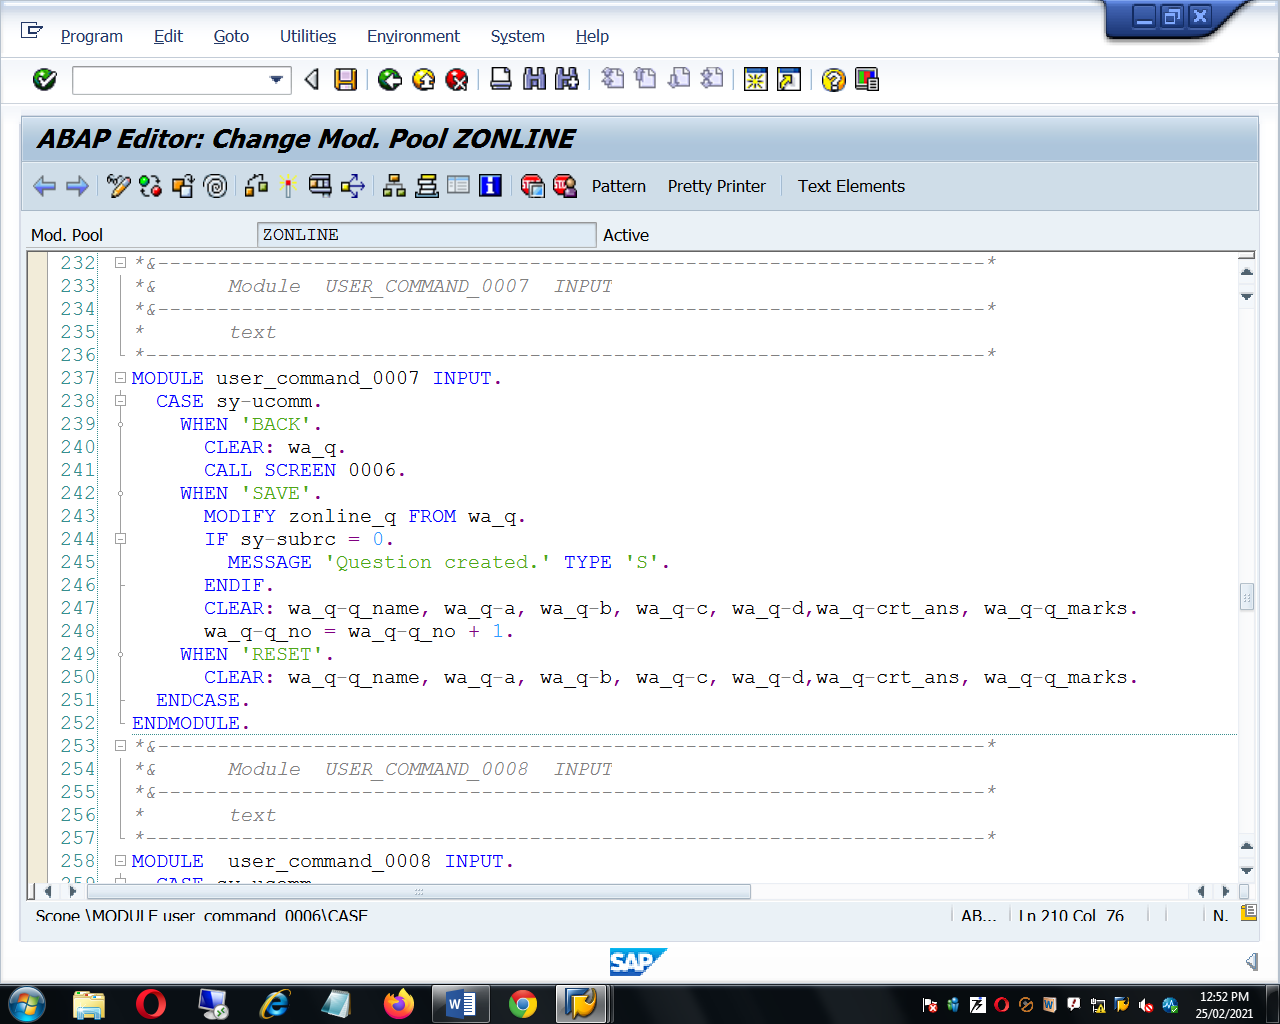 Program Edit Goto Utilities Environment System Help
ABAP Editor: Change Mod. Pool ZONLINE
Pattern Pretty Printer Text Elements
Mod. Pool ZONLINE Active
232 *&---------------------------------------------------------------------*
233 *&      Module  USER_COMMAND_0007  INPUT
234 *&---------------------------------------------------------------------*
235 *       text
236 *----------------------------------------------------------------------*
237 MODULE user_command_0007 INPUT.
238   CASE sy-ucomm.
239     WHEN 'BACK'.
240       CLEAR: wa_q.
241       CALL SCREEN 0006.
242     WHEN 'SAVE'.
243       MODIFY zonline_q FROM wa_q.
244       IF sy-subrc = 0.
245         MESSAGE 'Question created.' TYPE 'S'.
246       ENDIF.
247       CLEAR: wa_q-q_name, wa_q-a, wa_q-b, wa_q-c, wa_q-d,wa_q-crt_ans, wa_q-q_marks.
248       wa_q-q_no = wa_q-q_no + 1.
249     WHEN 'RESET'.
250       CLEAR: wa_q-q_name, wa_q-a, wa_q-b, wa_q-c, wa_q-d,wa_q-crt_ans, wa_q-q_marks.
251   ENDCASE.
252 ENDMODULE.
253 *&---------------------------------------------------------------------*
254 *&      Module  USER_COMMAND_0008  INPUT
255 *&---------------------------------------------------------------------*
256 *       text
257 *----------------------------------------------------------------------*
258 MODULE  user_command_0008 INPUT.
259   CASE sy-ucomm
Scope \MODULE user_command_0006\CASE AB... Ln 210 Col 76 N.
SAP
12:52 PM
25/02/2021